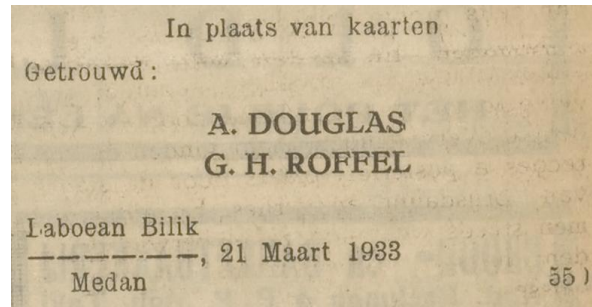 In plaats van kaarten
Getrouwd:
A. DOUGLAS
G. H. ROFFEL
Laboean Bilik
—————, 21 Maart 1933
Medan
55)